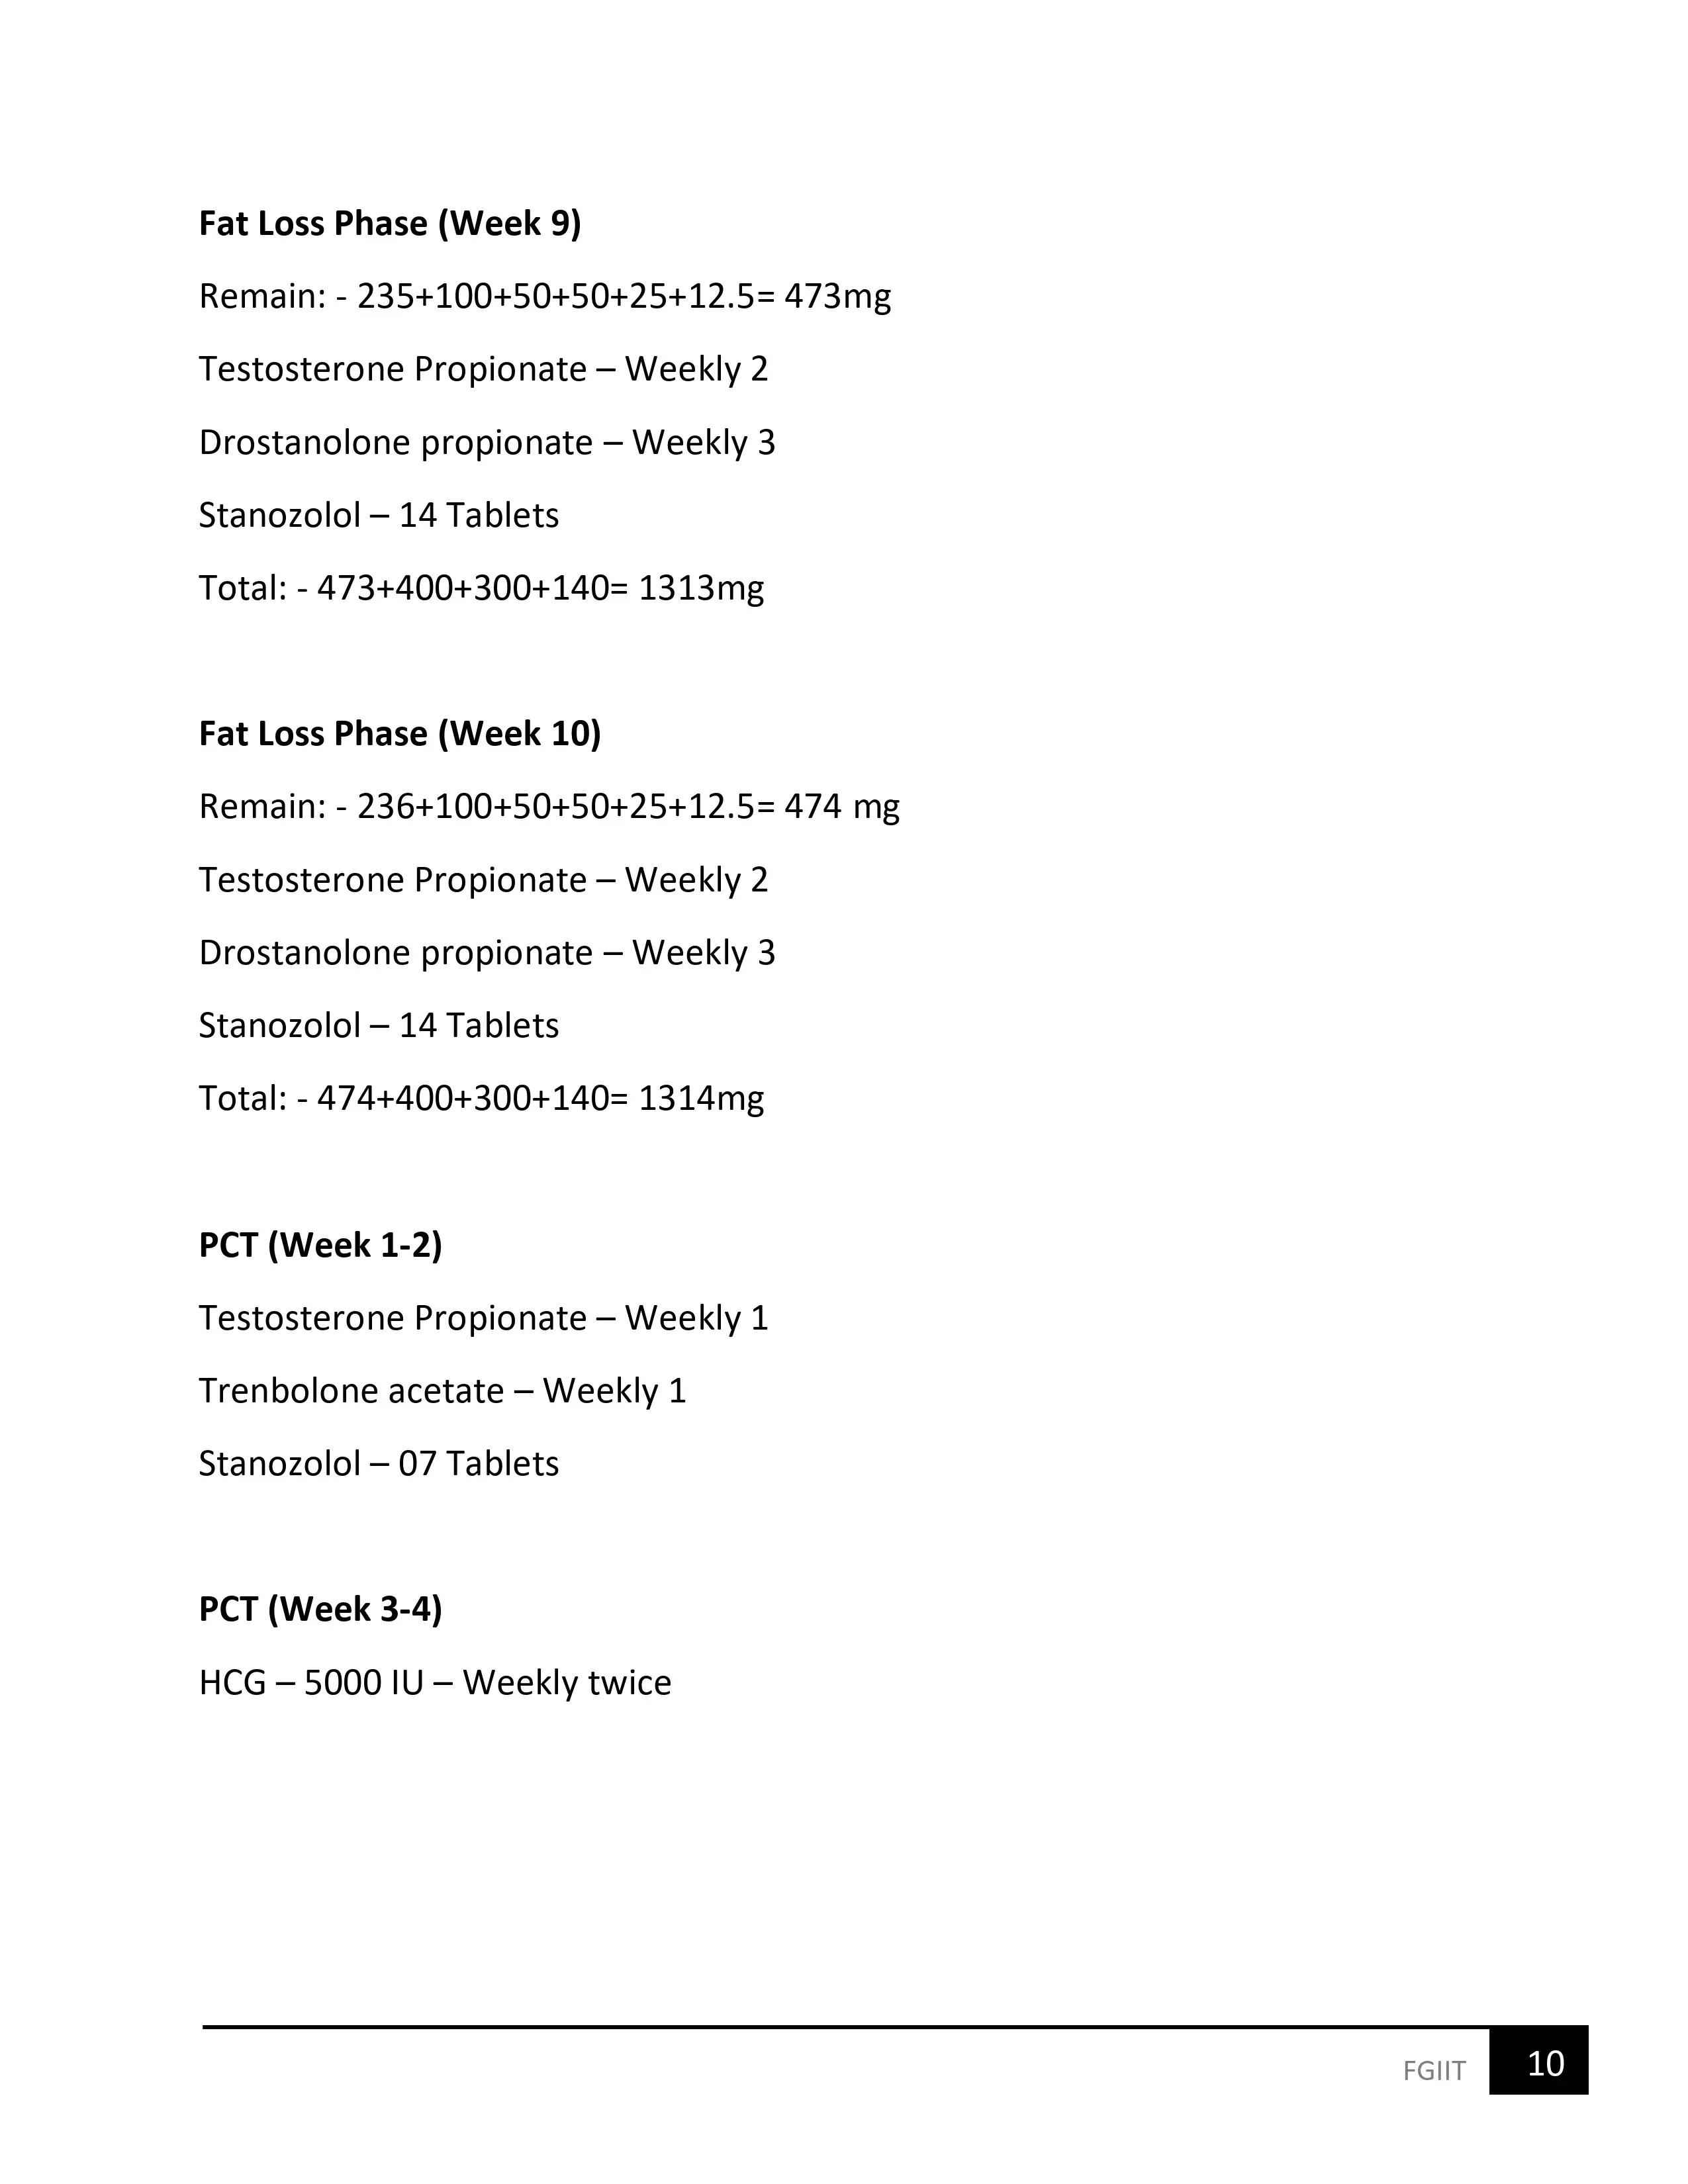 Fat Loss Phase (Week 9)
Remain: - 235+100+50+50+25+12.5= 473mg
Testosterone Propionate – Weekly 2
Drostanolone propionate – Weekly 3
Stanozolol – 14 Tablets
Total: - 473+400+300+140= 1313mg
Fat Loss Phase (Week 10)
Remain: - 236+100+50+50+25+12.5= 474 mg
Testosterone Propionate – Weekly 2
Drostanolone propionate – Weekly 3
Stanozolol – 14 Tablets
Total: - 474+400+300+140= 1314mg
PCT (Week 1-2)
Testosterone Propionate – Weekly 1
Trenbolone acetate – Weekly 1
Stanozolol – 07 Tablets
PCT (Week 3-4)
HCG – 5000 IU – Weekly twice
FGIIT 10